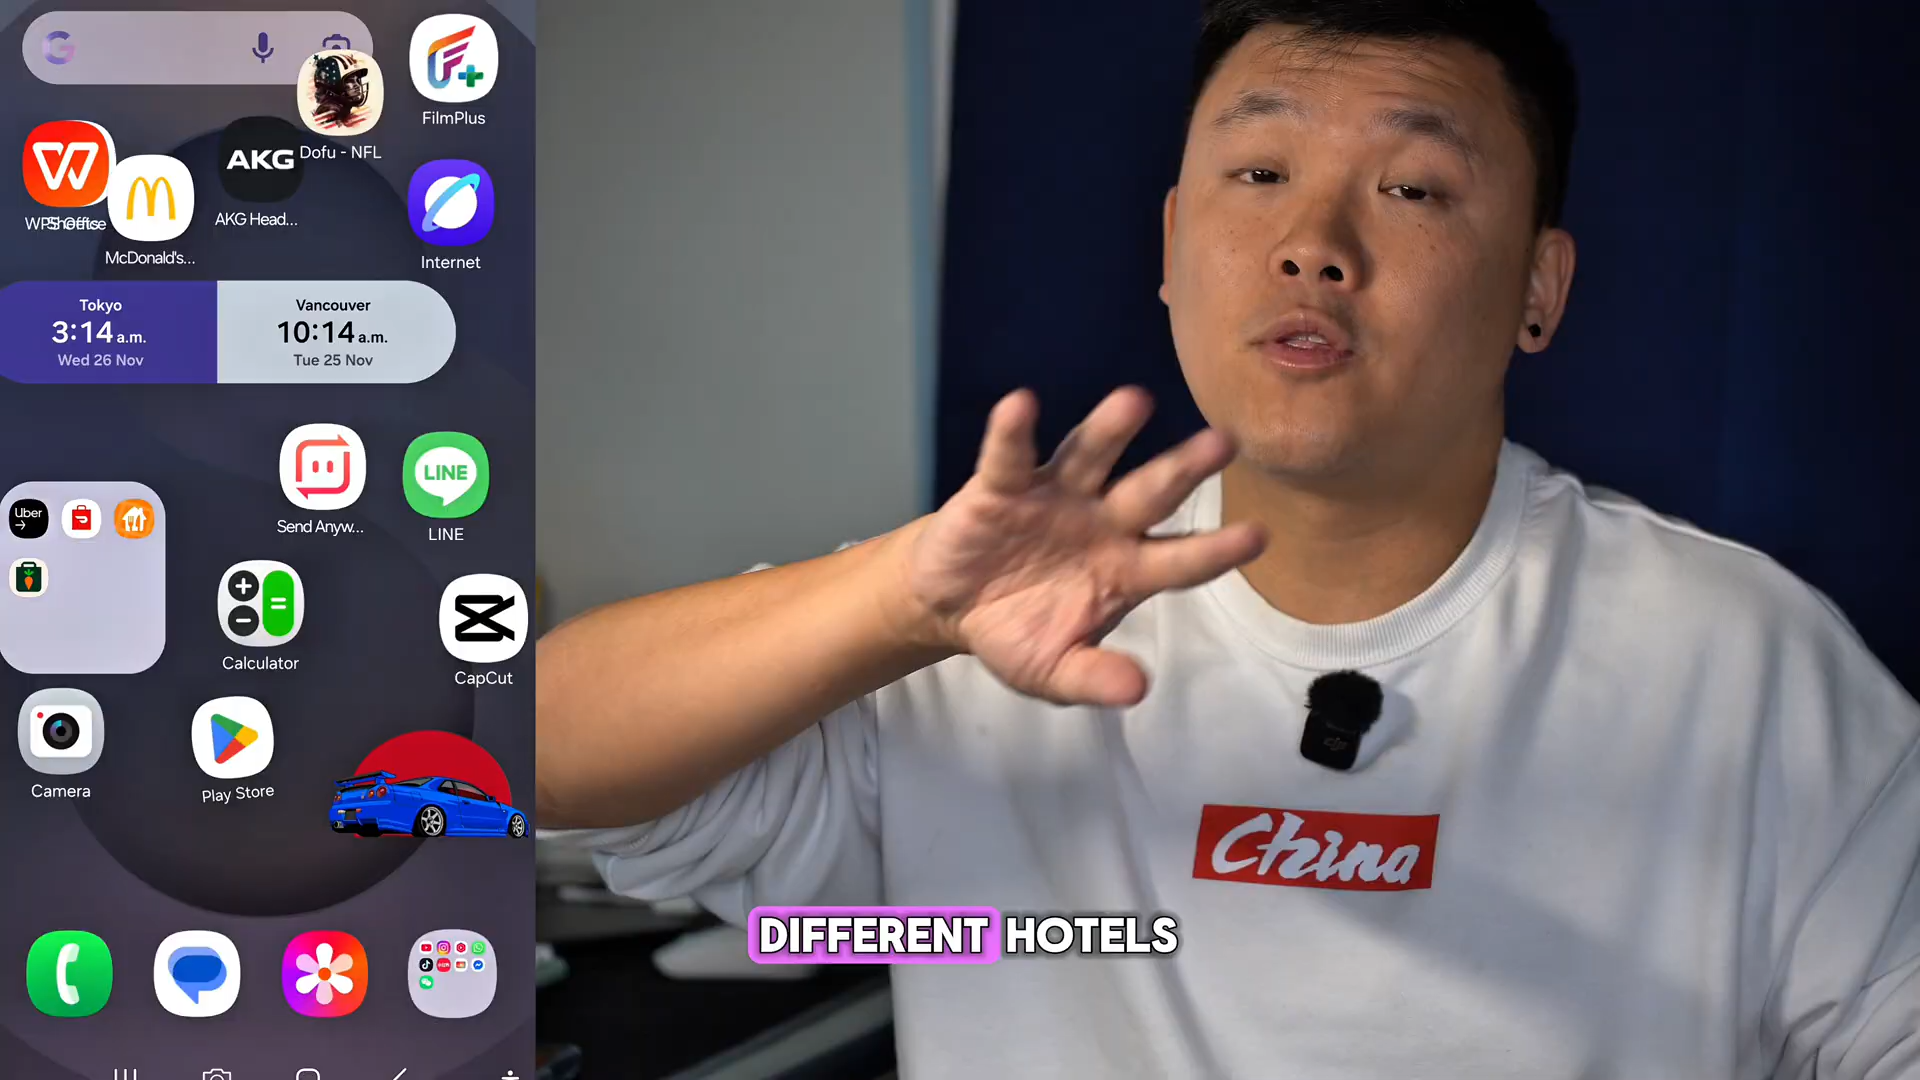 FilmPlus
Dofu - NFL
AKG
WPS Office
McDonald's...
AKG Head...
Internet
Tokyo
3:14 a.m.
Wed 26 Nov
Vancouver
10:14 a.m.
Tue 25 Nov
Uber
Send Anyw...
LINE
LINE
Calculator
CapCut
Camera
Play Store
China
DIFFERENT HOTELS